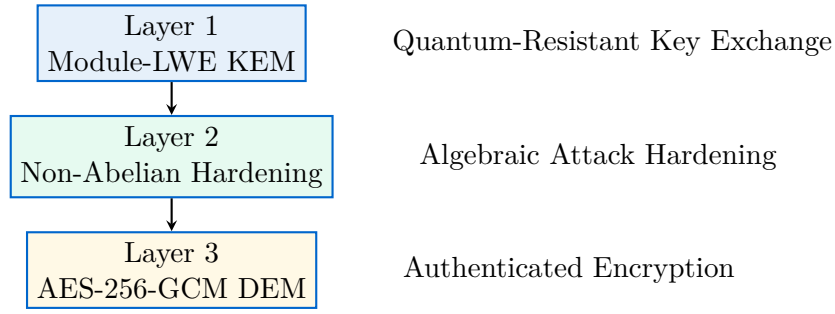 Layer 1
Module-LWE KEM
Quantum-Resistant Key Exchange
Layer 2
Non-Abelian Hardening
Algebraic Attack Hardening
Layer 3
AES-256-GCM DEM
Authenticated Encryption